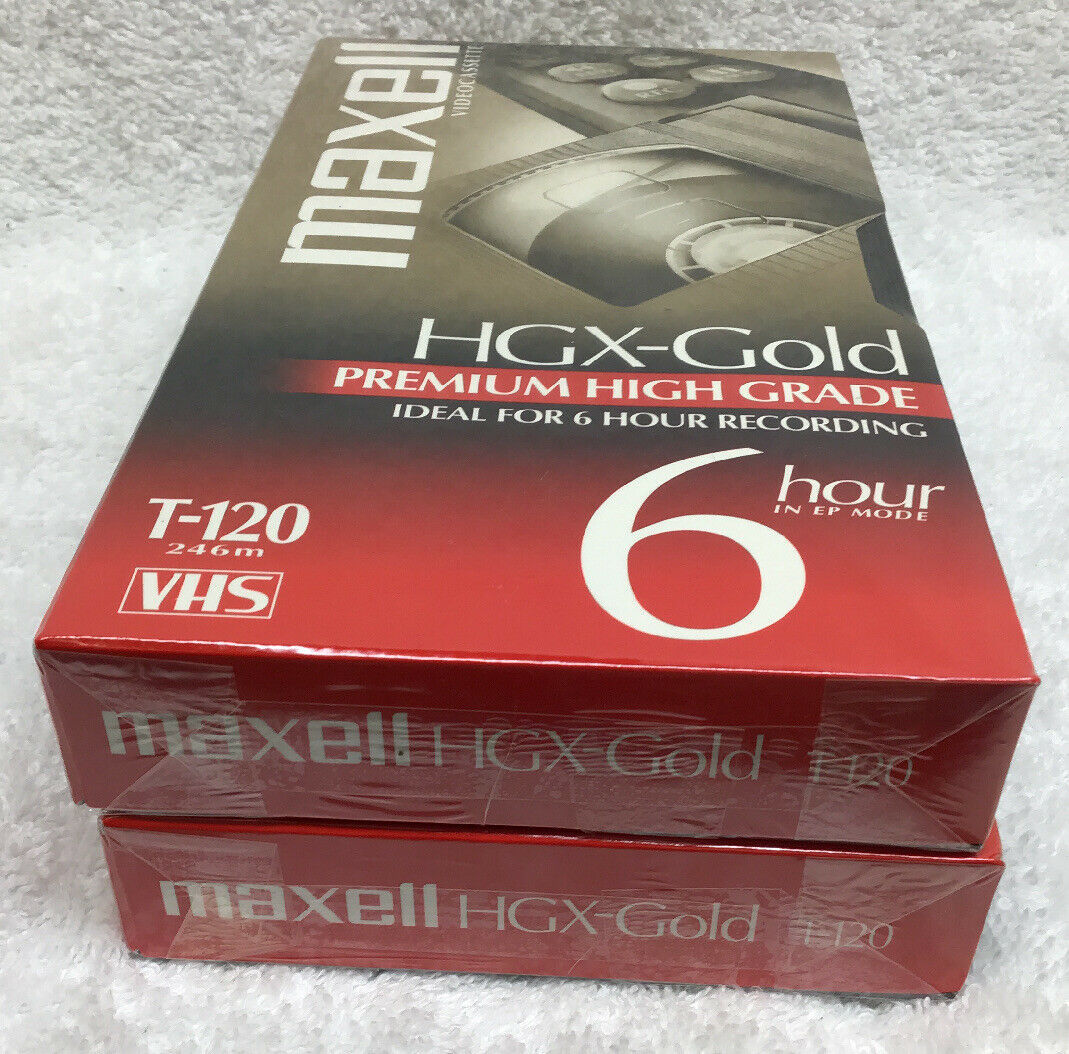 maxell
VIDEOCASSETTE
HGX-Gold
PREMIUM HIGH GRADE
IDEAL FOR 6 HOUR RECORDING
6 hour
IN EP MODE
T-120
246m
VHS
maxell HGX-Gold T-120
maxell HGX-Gold T-120